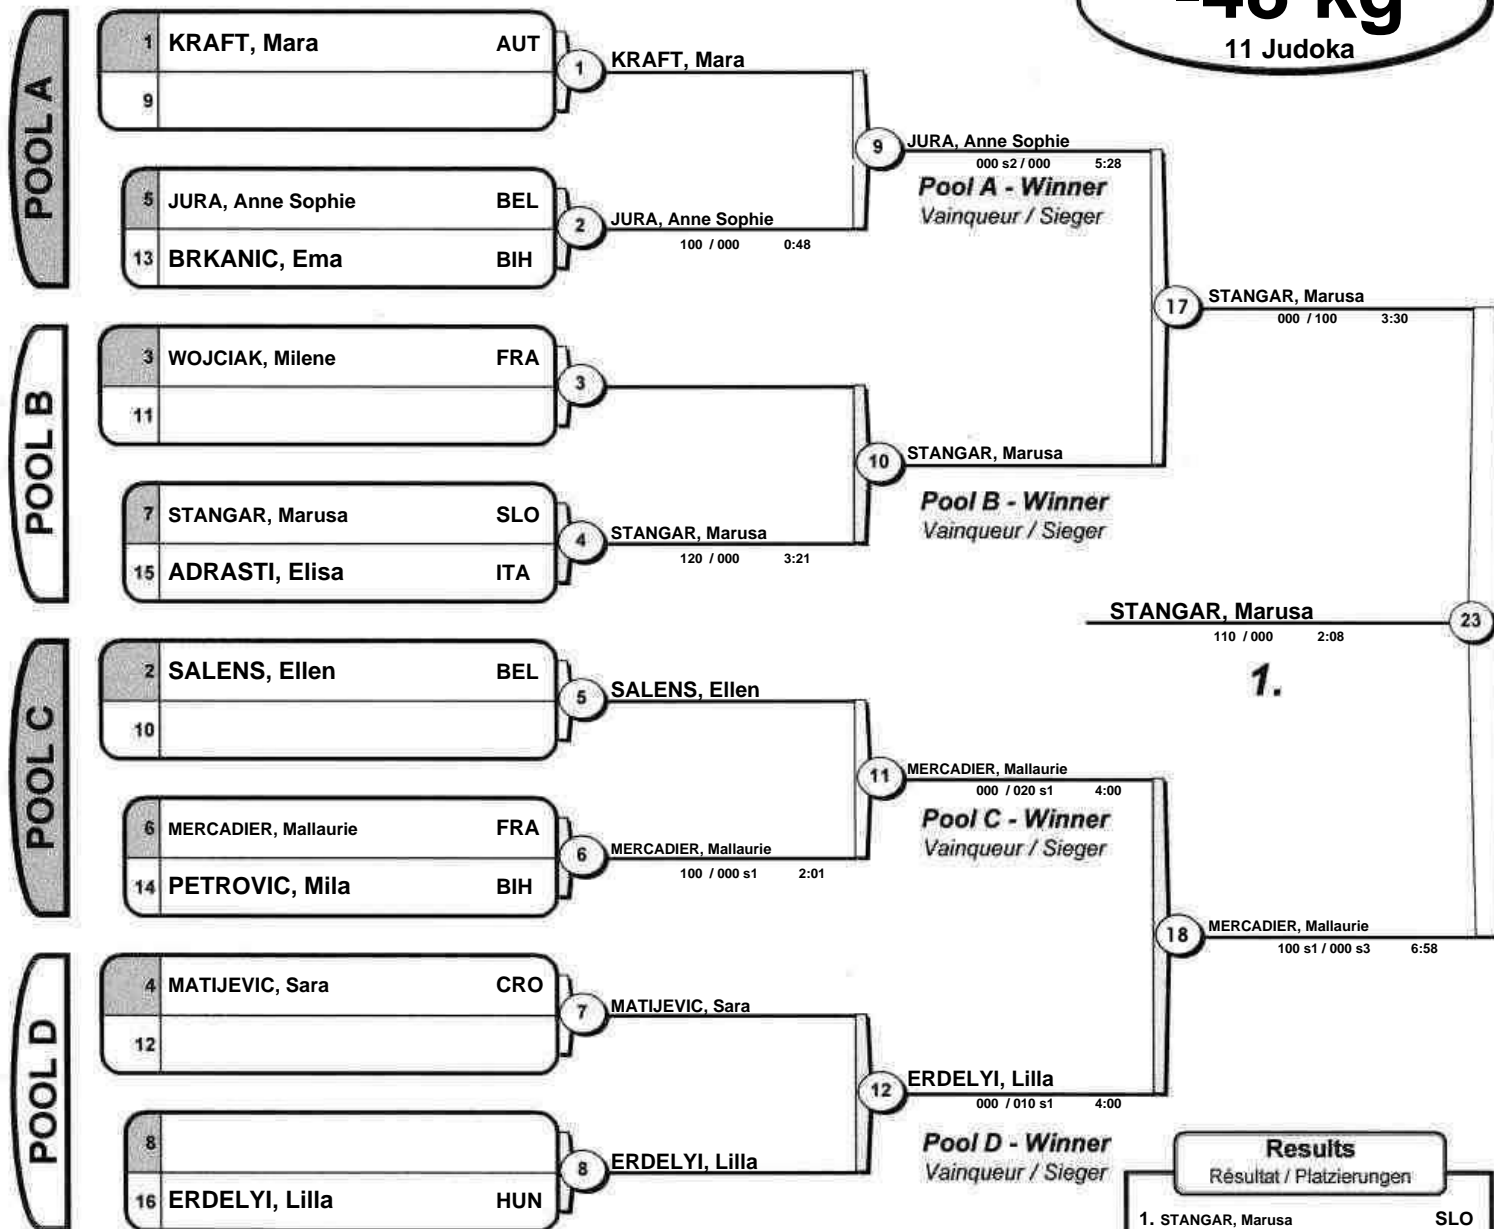 -48 kg
11 Judoka
POOL A
1 KRAFT, Mara AUT
9
1 KRAFT, Mara
5 JURA, Anne Sophie BEL
13 BRKANIC, Ema BIH
2 JURA, Anne Sophie
100 / 000 0:48
9 JURA, Anne Sophie
000 s2 / 000 5:28
Pool A - Winner
Vainqueur / Sieger
POOL B
3 WOJCIAK, Milene FRA
11
3
7 STANGAR, Marusa SLO
15 ADRASTI, Elisa ITA
4 STANGAR, Marusa
120 / 000 3:21
10 STANGAR, Marusa
Pool B - Winner
Vainqueur / Sieger
17 STANGAR, Marusa
000 / 100 3:30
STANGAR, Marusa 23
110 / 000 2:08
1.
POOL C
2 SALENS, Ellen BEL
10
5 SALENS, Ellen
6 MERCADIER, Mallaurie FRA
14 PETROVIC, Mila BIH
6 MERCADIER, Mallaurie
100 / 000 s1 2:01
11 MERCADIER, Mallaurie
000 / 020 s1 4:00
Pool C - Winner
Vainqueur / Sieger
18 MERCADIER, Mallaurie
100 s1 / 000 s3 6:58
POOL D
4 MATIJEVIC, Sara CRO
12
7 MATIJEVIC, Sara
8
16 ERDELYI, Lilla HUN
8 ERDELYI, Lilla
12 ERDELYI, Lilla
000 / 010 s1 4:00
Pool D - Winner
Vainqueur / Sieger
Results
Résultat / Platzierungen
1. STANGAR, Marusa SLO